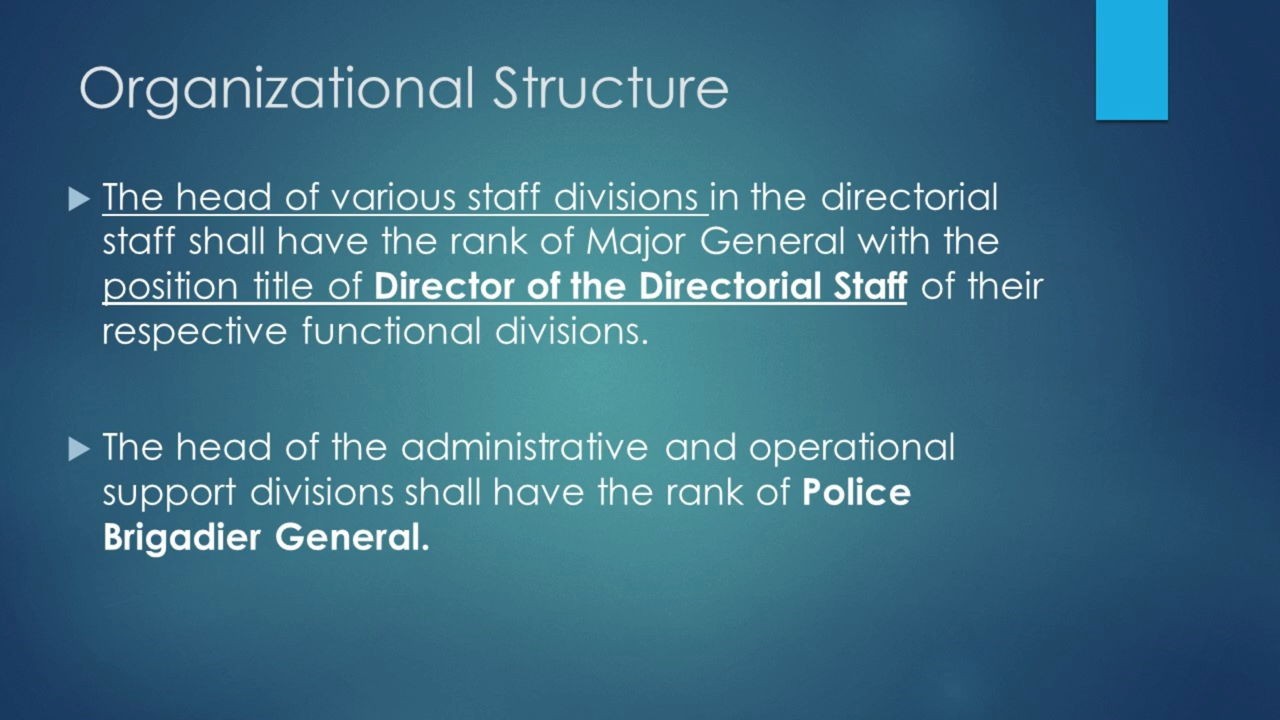 Organizational Structure
The head of various staff divisions in the directorial
staff shall have the rank of Major General with the
position title of Director of the Directorial Staff of their
respective functional divisions.
The head of the administrative and operational
support divisions shall have the rank of Police
Brigadier General.